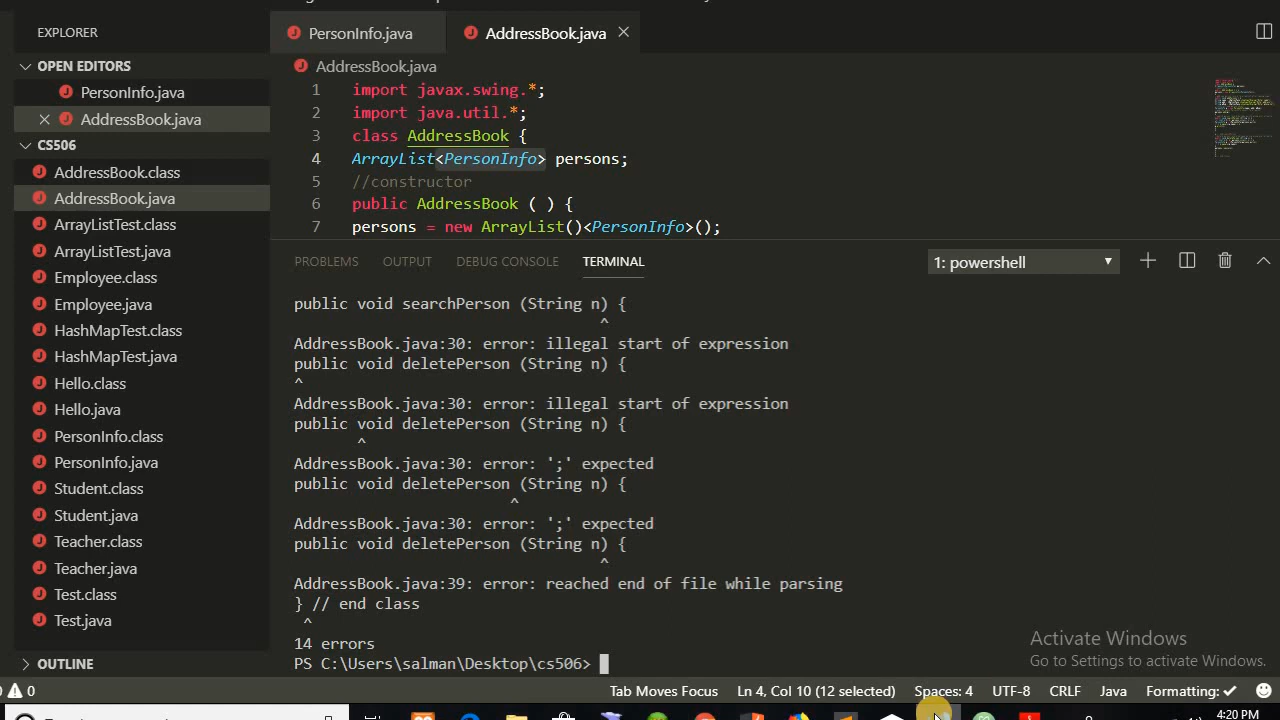 EXPLORER
OPEN EDITORS
PersonInfo.java
AddressBook.java
CS506
AddressBook.class
AddressBook.java
ArrayListTest.class
ArrayListTest.java
Employee.class
Employee.java
HashMapTest.class
HashMapTest.java
Hello.class
Hello.java
PersonInfo.class
PersonInfo.java
Student.class
Student.java
Teacher.class
Teacher.java
Test.class
Test.java
OUTLINE
PersonInfo.java AddressBook.java
AddressBook.java
1 import javax.swing.*;
2 import java.util.*;
3 class AddressBook {
4 ArrayList<PersonInfo> persons;
5 //constructor
6 public AddressBook ( ) {
7 persons = new ArrayList()<PersonInfo>();
PROBLEMS OUTPUT DEBUG CONSOLE TERMINAL 1: powershell
public void searchPerson (String n) {
^
AddressBook.java:30: error: illegal start of expression
public void deletePerson (String n) {
^
AddressBook.java:30: error: illegal start of expression
public void deletePerson (String n) {
^
AddressBook.java:30: error: ';' expected
public void deletePerson (String n) {
^
AddressBook.java:30: error: ';' expected
public void deletePerson (String n) {
^
AddressBook.java:39: error: reached end of file while parsing
} // end class
^
14 errors
PS C:\Users\salman\Desktop\cs506>
Activate Windows
Go to Settings to activate Windows.
0 Tab Moves Focus Ln 4, Col 10 (12 selected) Spaces: 4 UTF-8 CRLF Java Formatting: ✓
4:20 PM